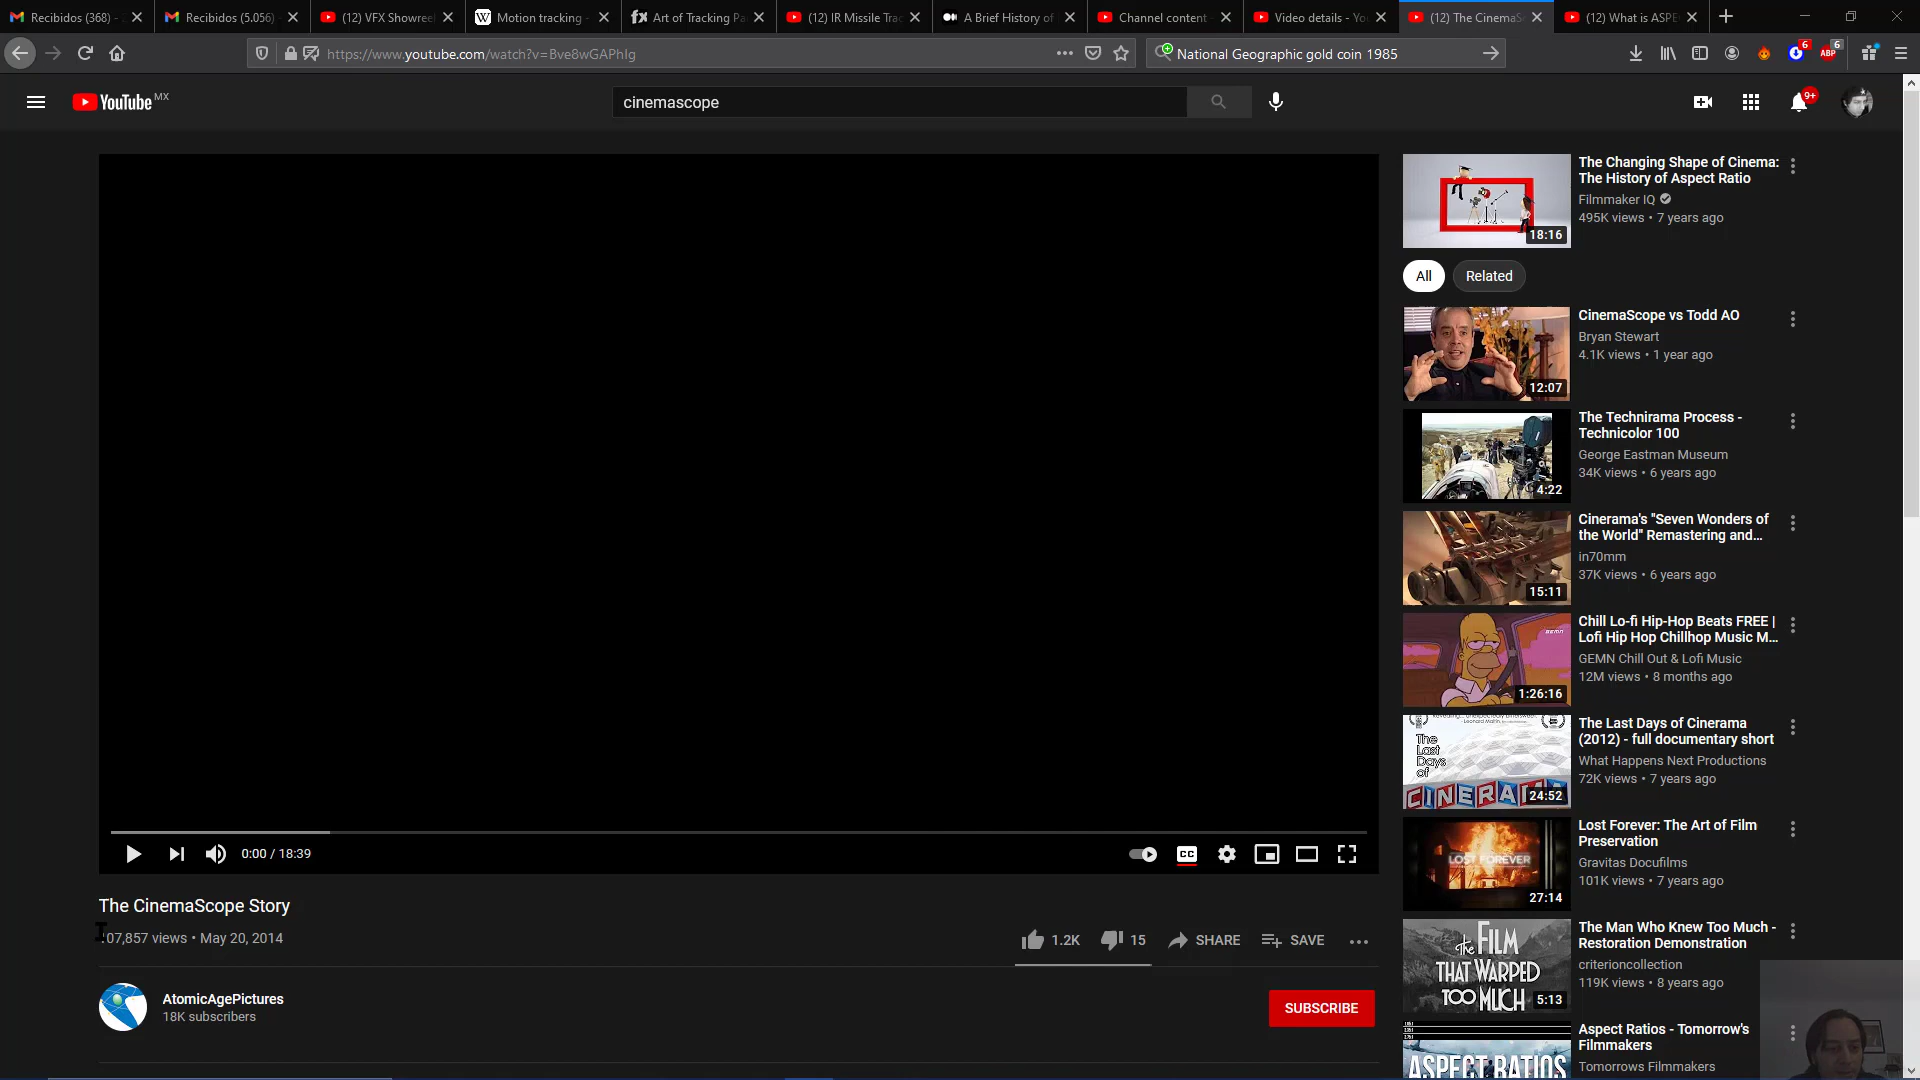 Recibidos (368) -
Recibidos (5.056)
(12) VFX Showree
Motion tracking -
Art of Tracking Pa
(12) IR Missile Tra
A Brief History of
Channel content -
Video details - Yo
(12) The CinemaS
(12) What is ASPE
https://www.youtube.com/watch?v=Bve8wGAPhIg
National Geographic gold coin 1985
6
ABP
6
YouTube MX
cinemascope
9+
18:16
The Changing Shape of Cinema:
The History of Aspect Ratio
Filmmaker IQ
495K views • 7 years ago
All
Related
12:07
CinemaScope vs Todd AO
Bryan Stewart
4.1K views • 1 year ago
4:22
The Technirama Process -
Technicolor 100
George Eastman Museum
34K views • 6 years ago
15:11
Cinerama's "Seven Wonders of
the World" Remastering and...
in70mm
37K views • 6 years ago
GEMN
1:26:16
Chill Lo-fi Hip-Hop Beats FREE |
Lofi Hip Hop Chillhop Music M...
GEMN Chill Out & Lofi Music
12M views • 8 months ago
The
Last
Days
of
CINERAMA
24:52
The Last Days of Cinerama
(2012) - full documentary short
What Happens Next Productions
72K views • 7 years ago
LOST FOREVER
27:14
Lost Forever: The Art of Film
Preservation
Gravitas Docufilms
101K views • 7 years ago
the FILM
THAT WARPED
TOO MUCH
5:13
The Man Who Knew Too Much -
Restoration Demonstration
criterioncollection
119K views • 8 years ago
ASPECT RATIOS
Aspect Ratios - Tomorrow's
Filmmakers
Tomorrows Filmmakers
0:00 / 18:39
CC
The CinemaScope Story
107,857 views • May 20, 2014
1.2K
15
SHARE
SAVE
AtomicAgePictures
18K subscribers
SUBSCRIBE